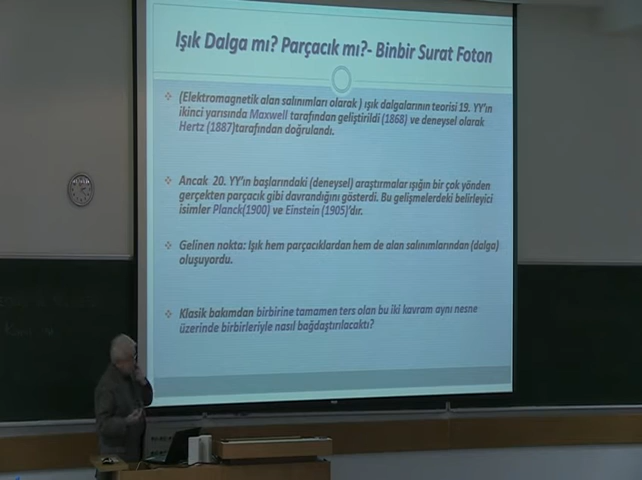 Işık Dalga mı? Parçacık mı?- Binbir Surat Foton
(Elektromagnetik alan salınımları olarak ) ışık dalgalarının teorisi 19. YY'ın
ikinci yarısında Maxwell tarafından geliştirildi (1868) ve deneysel olarak
Hertz (1887)tarafından doğrulandı.
Ancak 20. YY'ın başlarındaki (deneysel) araştırmalar ışığın bir çok yönden
gerçekten parçacık gibi davrandığını gösterdi. Bu gelişmelerdeki belirleyici
isimler Planck(1900) ve Einstein (1905)'dır.
Gelinen nokta: Işık hem parçacıklardan hem de alan salınımlarından (dalga)
oluşuyordu.
Klasik bakımdan birbirine tamamen ters olan bu iki kavram aynı nesne
üzerinde birbirleriyle nasıl bağdaştırılacaktı?